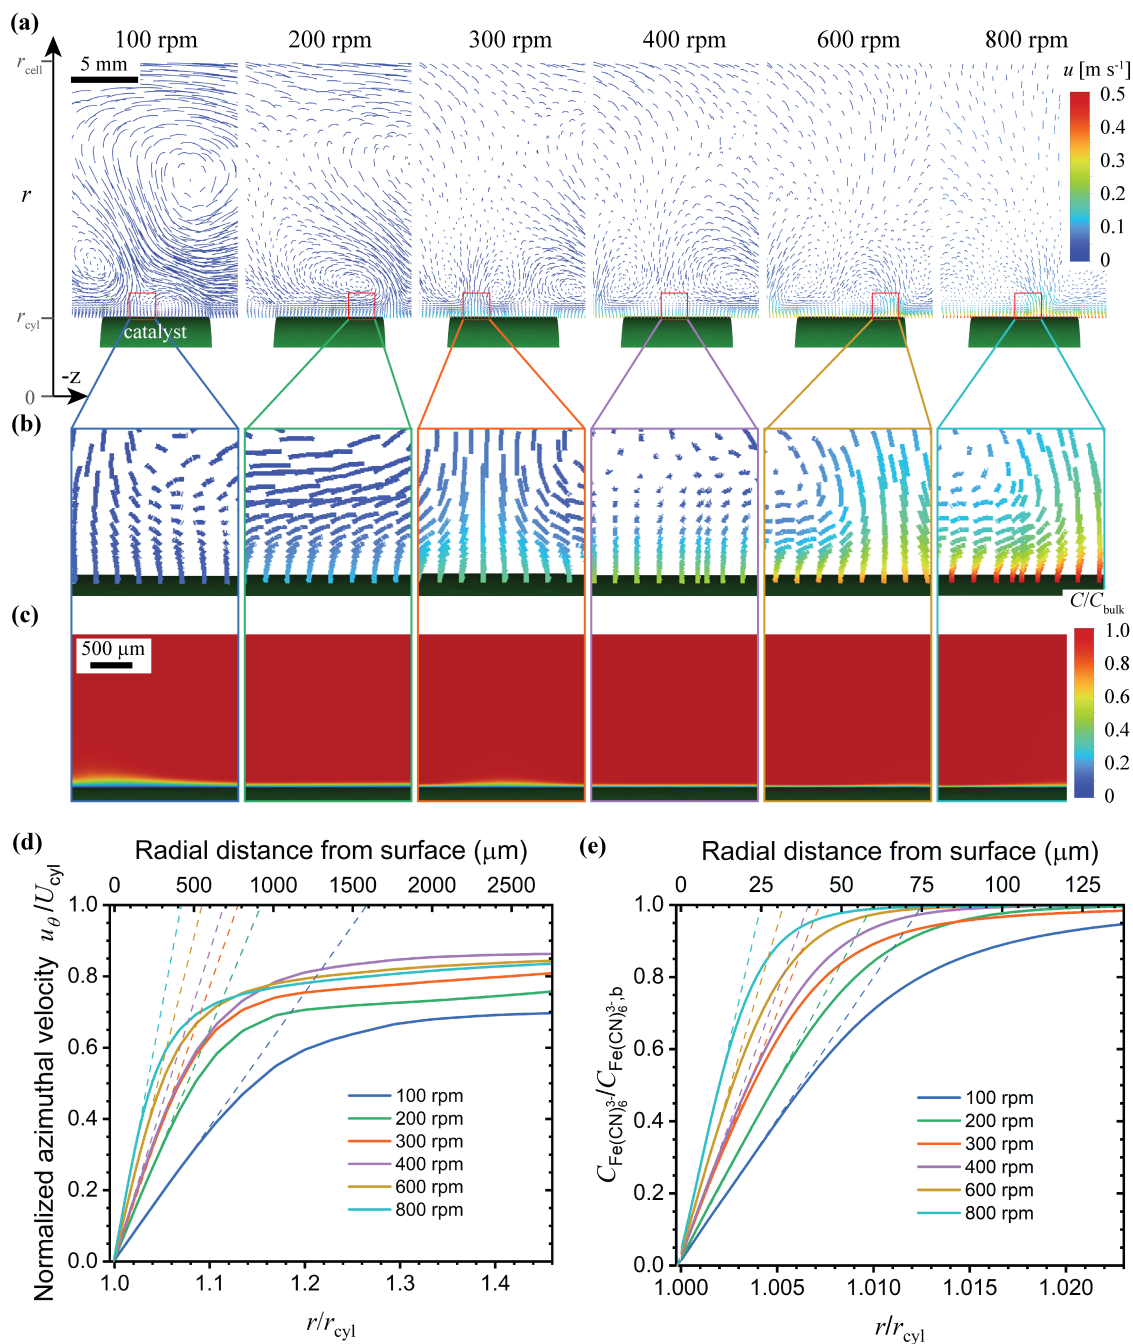 (a)
100 rpm 200 rpm 300 rpm 400 rpm 600 rpm 800 rpm
r_cell
5 mm
u [m s⁻¹]
0.5
0.4
0.3
0.2
0.1
0
r
r_cyl
catalyst
-z
0
(b)
(c)
C/C_bulk
500 µm
1.0
0.8
0.6
0.4
0.2
0
(d)
Radial distance from surface (µm)
0 500 1000 1500 2000 2500
Normalized azimuthal velocity u_θ/U_cyl
1.0
0.8
0.6
0.4
0.2
0.0
100 rpm
200 rpm
300 rpm
400 rpm
600 rpm
800 rpm
1.0 1.1 1.2 1.3 1.4
r/r_cyl
(e)
Radial distance from surface (µm)
0 25 50 75 100 125
C_Fe(CN)₆³⁻/C_Fe(CN)₆³⁻,b
1.0
0.8
0.6
0.4
0.2
0.0
100 rpm
200 rpm
300 rpm
400 rpm
600 rpm
800 rpm
1.000 1.005 1.010 1.015 1.020
r/r_cyl